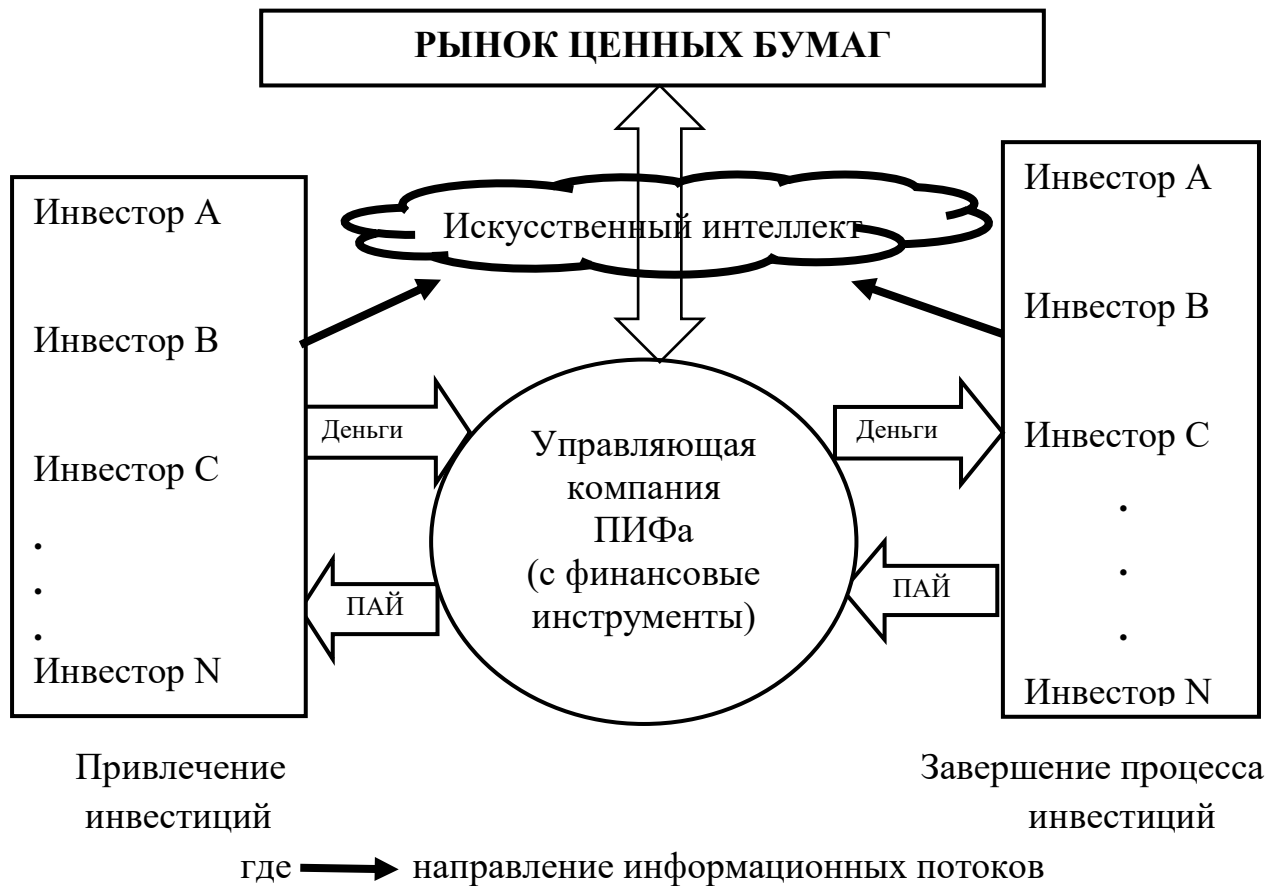 РЫНОК ЦЕННЫХ БУМАГ
Искусственный интеллект
Инвестор A
Инвестор B
Инвестор C
.
.
.
Инвестор N
Деньги
ПАЙ
Управляющая
компания
ПИФа
(с финансовые
инструменты)
Деньги
ПАЙ
Инвестор A
Инвестор B
Инвестор C
.
.
.
Инвестор N
Привлечение
инвестиций
Завершение процесса
инвестиций
где направление информационных потоков